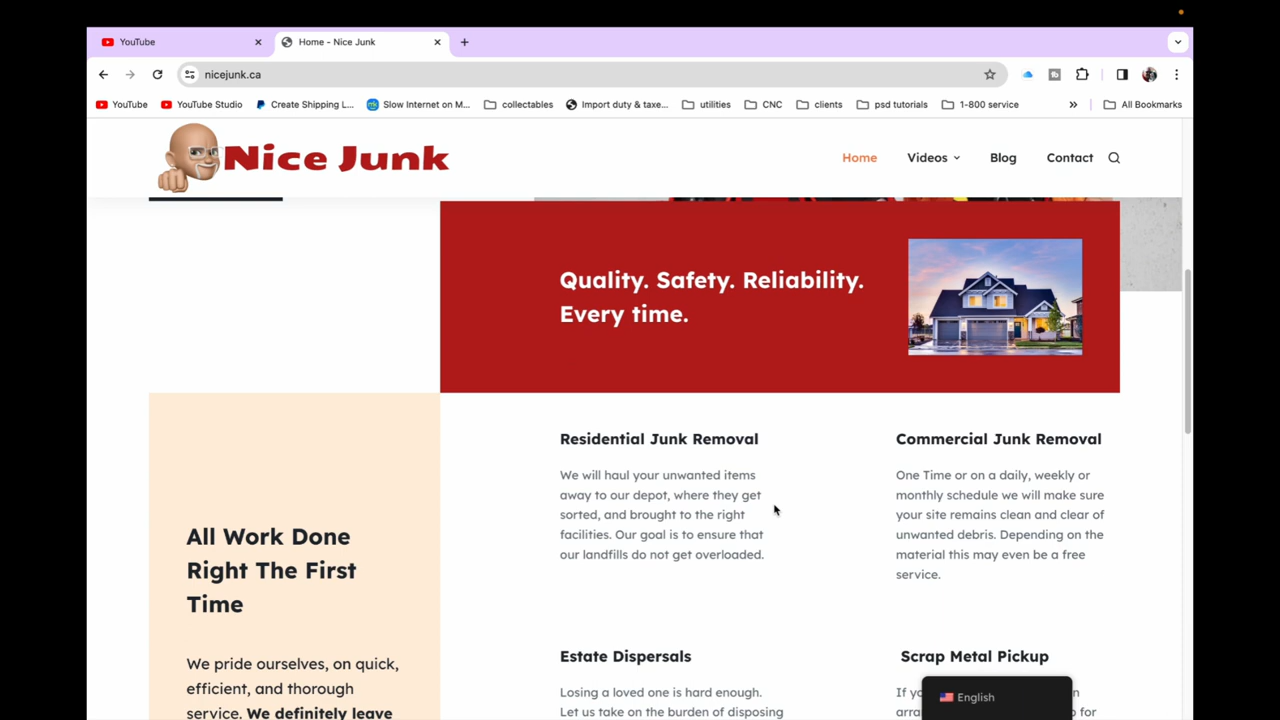 YouTube
Home - Nice Junk
nicejunk.ca
YouTube
YouTube Studio
Create Shipping L...
Slow Internet on M...
collectables
Import duty & taxe...
utilities
CNC
clients
psd tutorials
1-800 service
»
All Bookmarks
Nice Junk
Home
Videos
Blog
Contact
Quality. Safety. Reliability.
Every time.
Residential Junk Removal
We will haul your unwanted items
away to our depot, where they get
sorted, and brought to the right
facilities. Our goal is to ensure that
our landfills do not get overloaded.
Commercial Junk Removal
One Time or on a daily, weekly or
monthly schedule we will make sure
your site remains clean and clear of
unwanted debris. Depending on the
material this may even be a free
service.
All Work Done
Right The First
Time
We pride ourselves, on quick,
efficient, and thorough
service. We definitely leave
Estate Dispersals
Losing a loved one is hard enough.
Let us take on the burden of disposing
Scrap Metal Pickup
English